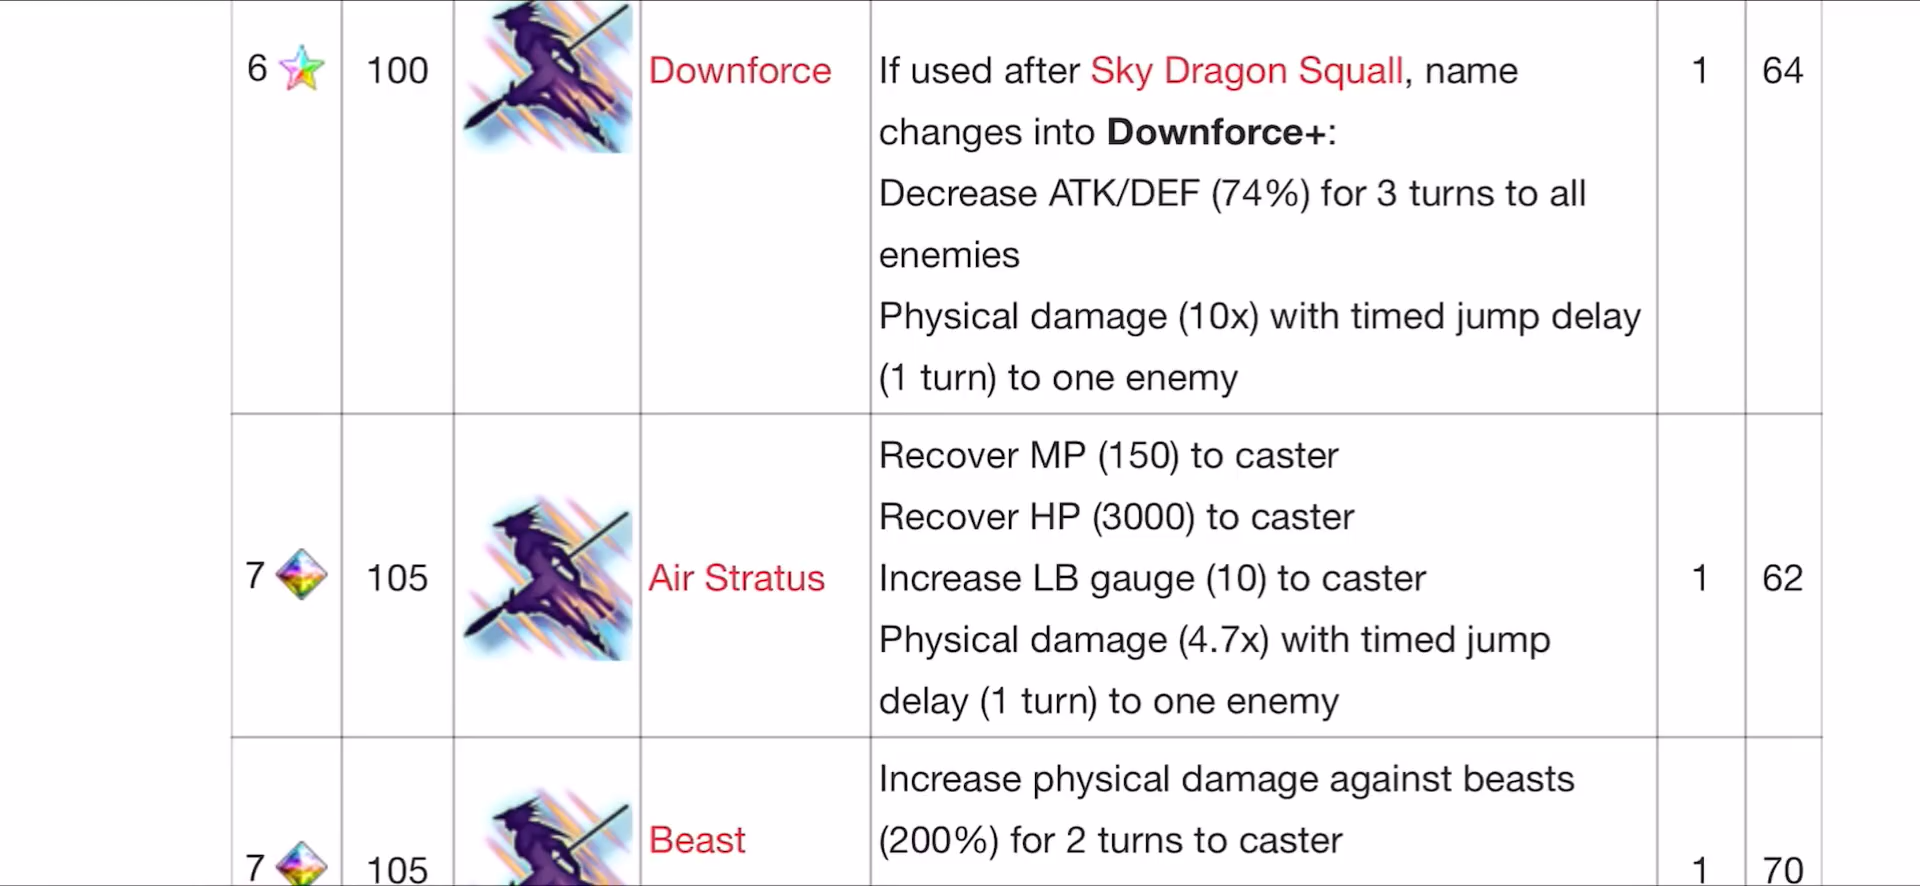 6 100 Downforce If used after Sky Dragon Squall, name 1 64
changes into Downforce+:
Decrease ATK/DEF (74%) for 3 turns to all
enemies
Physical damage (10x) with timed jump delay
(1 turn) to one enemy
Recover MP (150) to caster
Recover HP (3000) to caster
7 105 Air Stratus Increase LB gauge (10) to caster 1 62
Physical damage (4.7x) with timed jump
delay (1 turn) to one enemy
Increase physical damage against beasts
Beast (200%) for 2 turns to caster
7 105 1 70